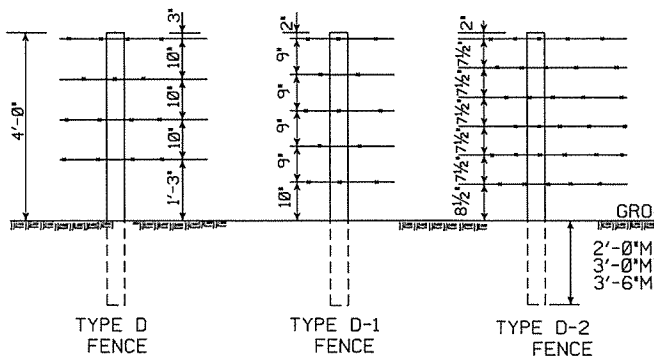 3"
10"
10"
10"
1'-3"
4'-0"
2"
9"
9"
9"
9"
10"
2"
7½"
7½"
7½"
7½"
7½"
8½"
GRO
2'-0"M
3'-0"M
3'-6"M
TYPE D
FENCE
TYPE D-1
FENCE
TYPE D-2
FENCE